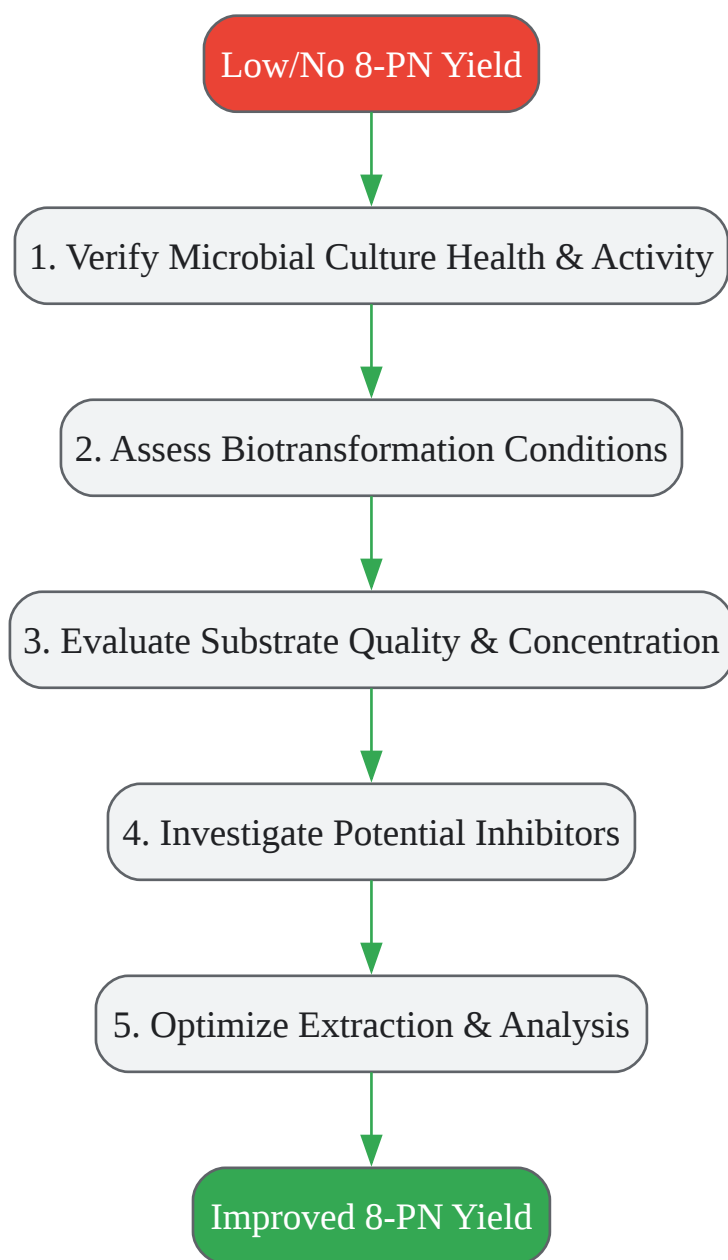 Low/No 8-PN Yield
1. Verify Microbial Culture Health & Activity
2. Assess Biotransformation Conditions
3. Evaluate Substrate Quality & Concentration
4. Investigate Potential Inhibitors
5. Optimize Extraction & Analysis
Improved 8-PN Yield